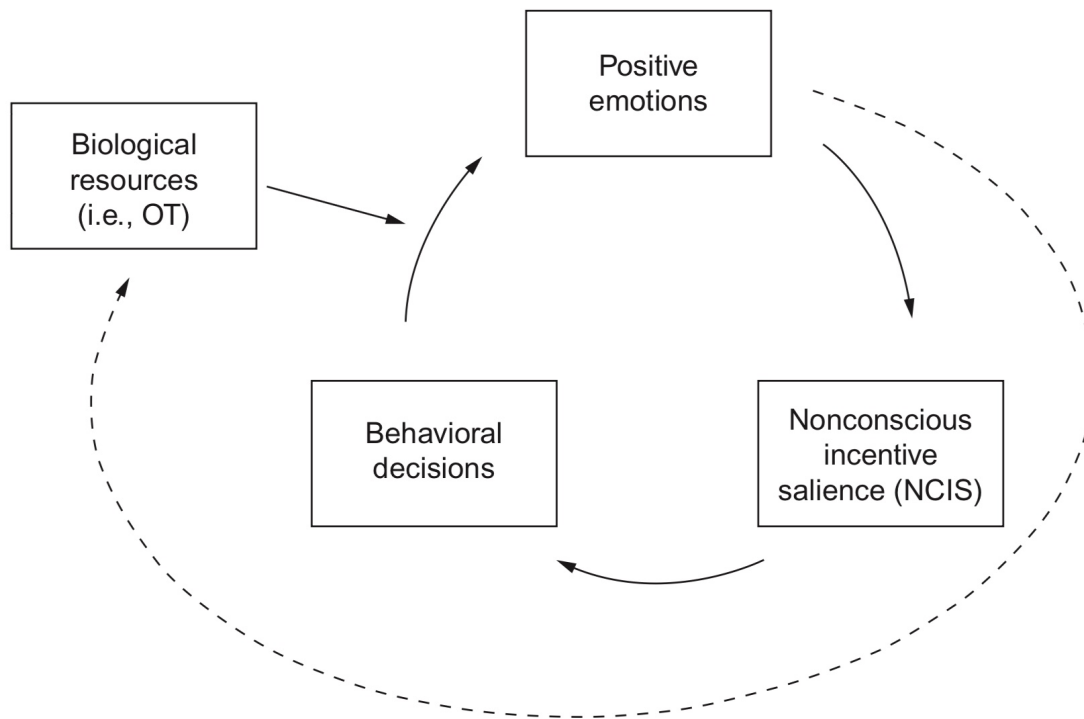 Positive
emotions
Biological
resources
(i.e., OT)
Behavioral
decisions
Nonconscious
incentive
salience (NCIS)